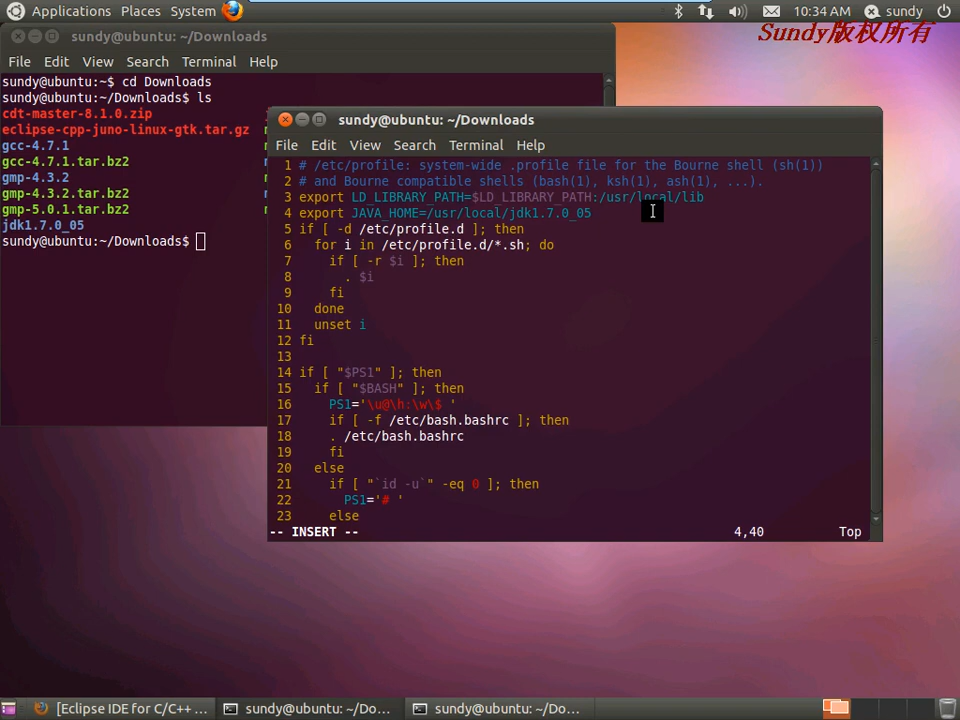 Applications Places System
10:34 AM sundy
Sundy版权所有
sundy@ubuntu: ~/Downloads
File Edit View Search Terminal Help
sundy@ubuntu:~$ cd Downloads
sundy@ubuntu:~/Downloads$ ls
cdt-master-8.1.0.zip
eclipse-cpp-juno-linux-gtk.tar.gz
gcc-4.7.1
gcc-4.7.1.tar.bz2
gmp-4.3.2
gmp-4.3.2.tar.bz2
gmp-5.0.1.tar.bz2
jdk1.7.0_05
sundy@ubuntu:~/Downloads$
sundy@ubuntu: ~/Downloads
File Edit View Search Terminal Help
1 # /etc/profile: system-wide .profile file for the Bourne shell (sh(1))
2 # and Bourne compatible shells (bash(1), ksh(1), ash(1), ...).
3 export LD_LIBRARY_PATH=$LD_LIBRARY_PATH:/usr/local/lib
4 export JAVA_HOME=/usr/local/jdk1.7.0_05
5 if [ -d /etc/profile.d ]; then
6   for i in /etc/profile.d/*.sh; do
7     if [ -r $i ]; then
8       . $i
9     fi
10   done
11   unset i
12 fi
13
14 if [ "$PS1" ]; then
15   if [ "$BASH" ]; then
16     PS1='\u@\h:\w\$ '
17     if [ -f /etc/bash.bashrc ]; then
18     . /etc/bash.bashrc
19     fi
20   else
21     if [ "`id -u`" -eq 0 ]; then
22       PS1='# '
23     else
-- INSERT -- 4,40 Top
[Eclipse IDE for C/C++ ... sundy@ubuntu: ~/Do... sundy@ubuntu: ~/Do...